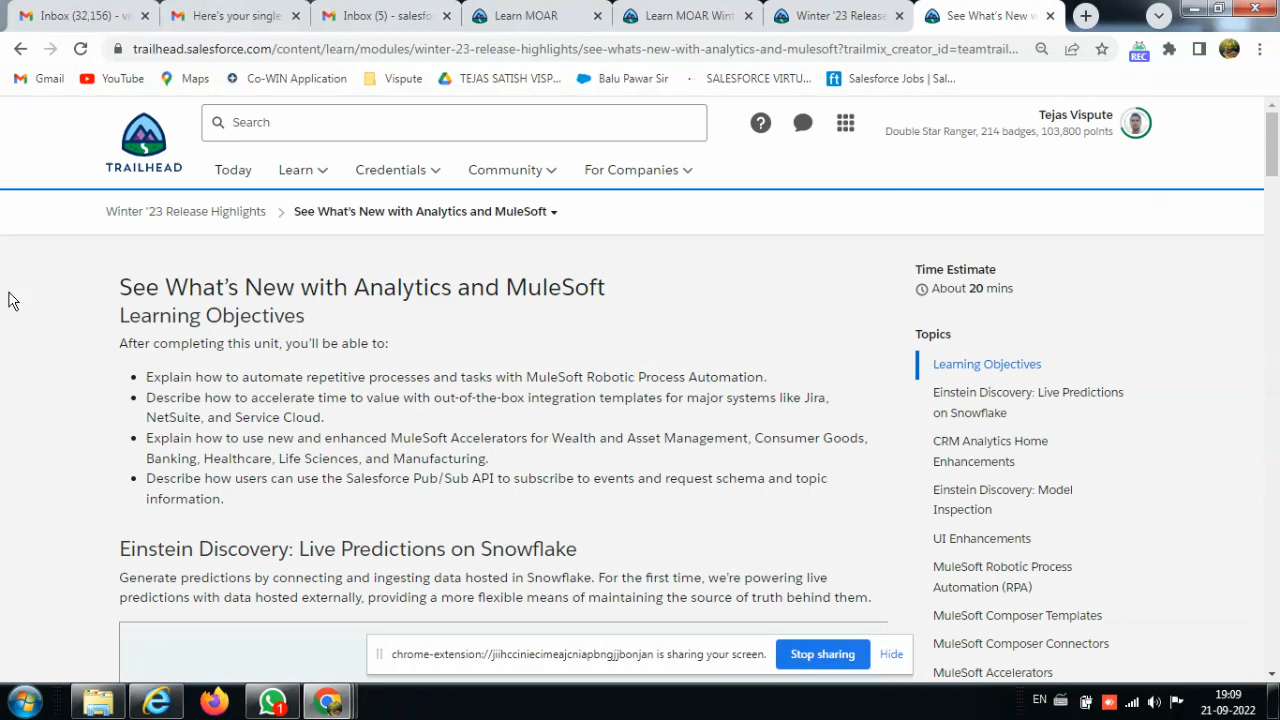 Inbox (32,156) - v
Here's your single
Inbox (5) - salesfo
Learn MOAR
Learn MOAR Wint
Winter '23 Release
See What's New w
trailhead.salesforce.com/content/learn/modules/winter-23-release-highlights/see-whats-new-with-analytics-and-mulesoft?trailmix_creator_id=teamtrail...
REC
Gmail
YouTube
Maps
Co-WIN Application
Vispute
TEJAS SATISH VISP...
Balu Pawar Sir
SALESFORCE VIRTU...
ft
Salesforce Jobs | Sal...
TRAILHEAD
Search
Tejas Vispute
Double Star Ranger, 214 badges, 103,800 points
Today
Learn
Credentials
Community
For Companies
Winter '23 Release Highlights
See What's New with Analytics and MuleSoft
See What's New with Analytics and MuleSoft
Learning Objectives
After completing this unit, you'll be able to:
• Explain how to automate repetitive processes and tasks with MuleSoft Robotic Process Automation.
• Describe how to accelerate time to value with out-of-the-box integration templates for major systems like Jira,
NetSuite, and Service Cloud.
• Explain how to use new and enhanced MuleSoft Accelerators for Wealth and Asset Management, Consumer Goods,
Banking, Healthcare, Life Sciences, and Manufacturing.
• Describe how users can use the Salesforce Pub/Sub API to subscribe to events and request schema and topic
information.
Einstein Discovery: Live Predictions on Snowflake
Generate predictions by connecting and ingesting data hosted in Snowflake. For the first time, we're powering live
predictions with data hosted externally, providing a more flexible means of maintaining the source of truth behind them.
Time Estimate
About 20 mins
Topics
Learning Objectives
Einstein Discovery: Live Predictions
on Snowflake
CRM Analytics Home
Enhancements
Einstein Discovery: Model
Inspection
UI Enhancements
MuleSoft Robotic Process
Automation (RPA)
MuleSoft Composer Templates
MuleSoft Composer Connectors
MuleSoft Accelerators
chrome-extension://jiihcciniecimeajcniapbngjjbonjan is sharing your screen.
Stop sharing
Hide
EN
19:09
21-09-2022